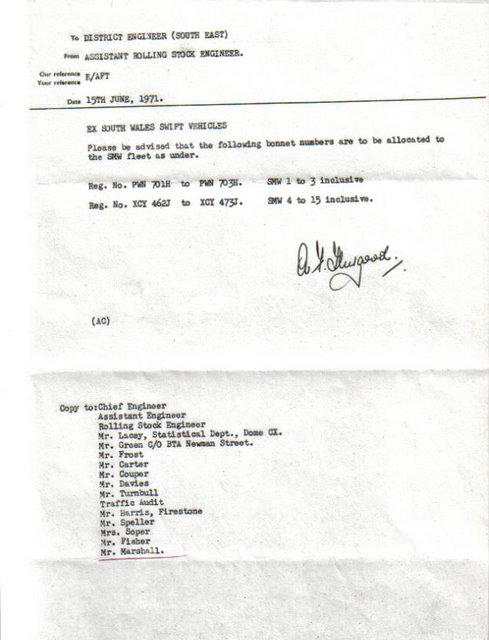 To DISTRICT ENGINEER (SOUTH EAST)
From ASSISTANT ROLLING STOCK ENGINEER.
Our reference E/AFT
Your reference
Date 15TH JUNE, 1971.
EX SOUTH WALES SWIFT VEHICLES
Please be advised that the following bonnet numbers are to be allocated to
the SMW fleet as under.
Reg. No. PWN 701H to PWN 703H. SMW 1 to 3 inclusive
Reg. No. XCY 462J to XCY 473J. SMW 4 to 15 inclusive.
(AC)
Copy to:Chief Engineer
Assistant Engineer
Rolling Stock Engineer
Mr. Lacey, Statistical Dept., Dome CX.
Mr. Green C/O BTA Newman Street.
Mr. Frost
Mr. Carter
Mr. Couper
Mr. Davies
Mr. Turnbull
Traffic Audit
Mr. Harris, Firestone
Mr. Speller
Mrs. Soper
Mr. Fisher
Mr. Marshall.